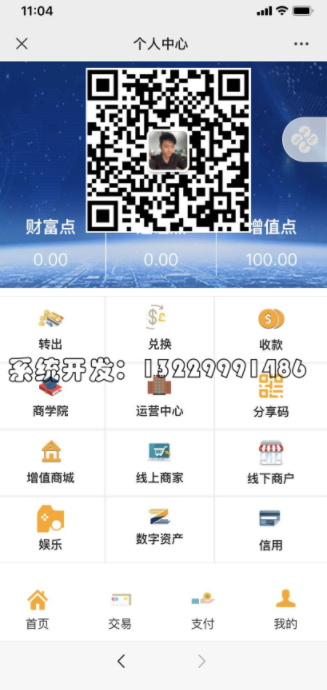 11:04
个人中心
财富点
增值点
0.00
0.00
100.00
转出
兑换
收款
系统开发：13229991486
商学院
运营中心
分享码
增值商城
线上商家
线下商户
娱乐
数字资产
信用
首页
交易
支付
我的